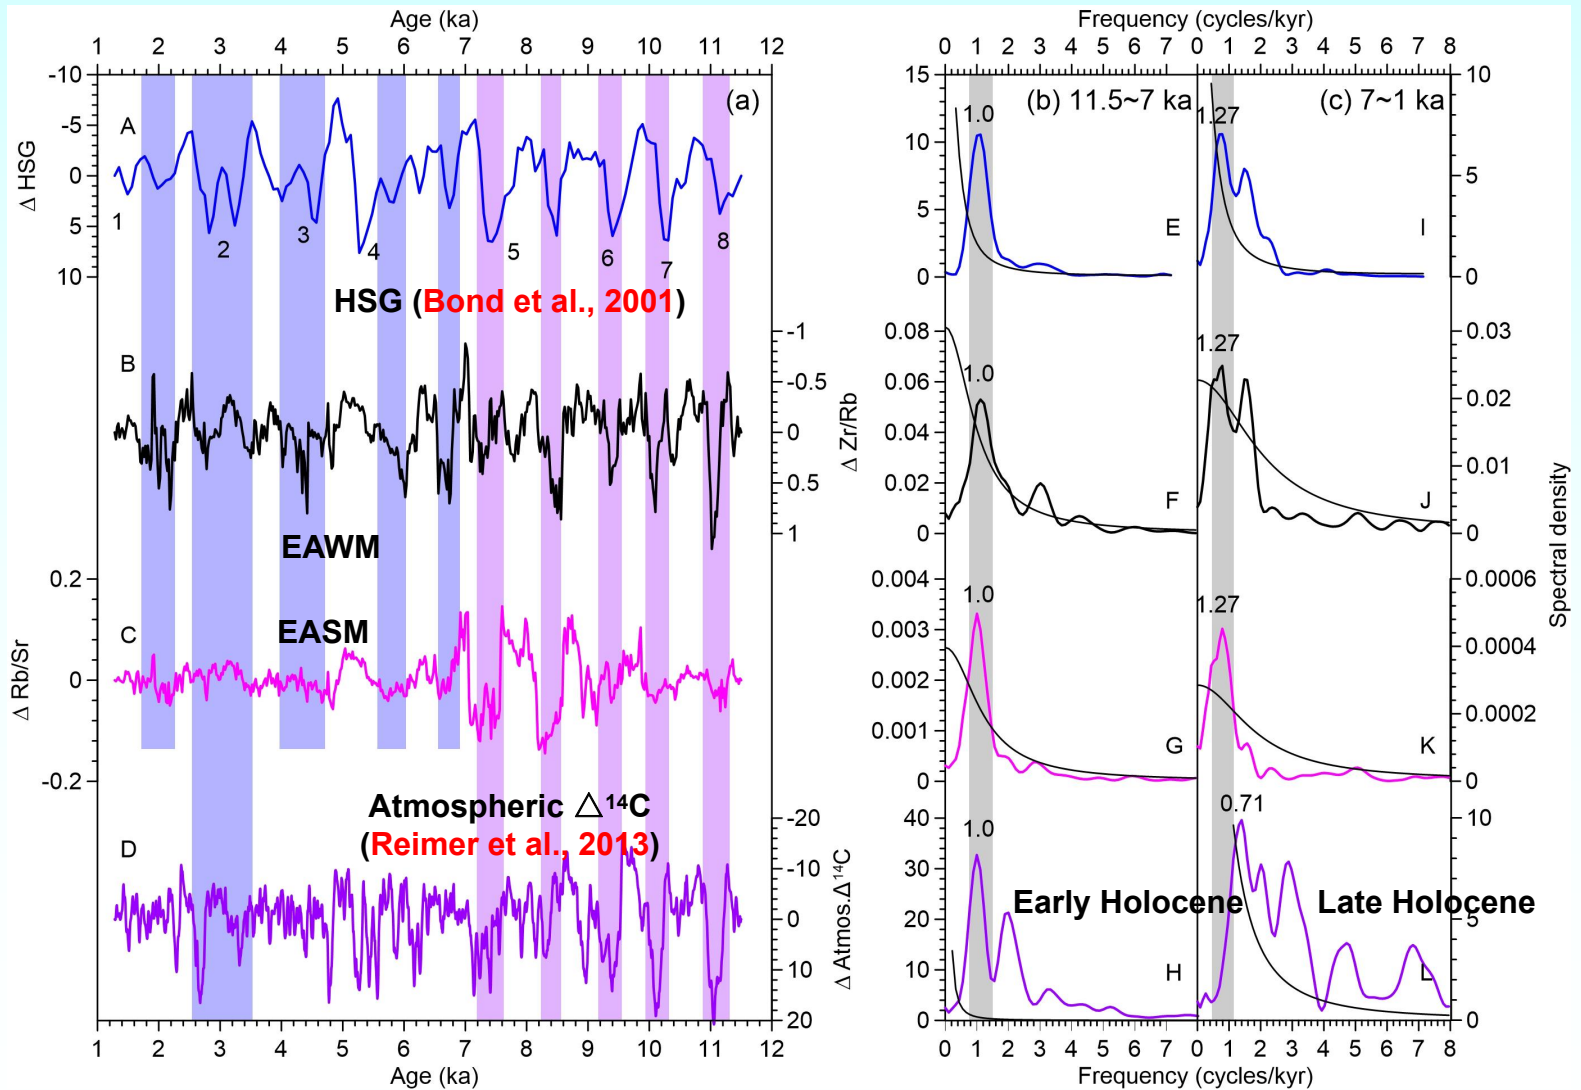 Age (ka)
Frequency (cycles/kyr)
1 2 3 4 5 6 7 8 9 10 11 12
0 1 2 3 4 5 6 7 0 1 2 3 4 5 6 7 8
-10
-5
0
5
10
Δ HSG
A
(a)
1
2
3
4
5
6
7
8
HSG (Bond et al., 2001)
-1
-0.5
0
0.5
1
Δ Zr/Rb
B
EAWM
0.2
0
-0.2
Δ Rb/Sr
C
EASM
Atmospheric △¹⁴C
(Reimer et al., 2013)
-20
-10
0
10
20
Δ Atmos.Δ¹⁴C
D
1 2 3 4 5 6 7 8 9 10 11 12
Age (ka)
15
10
5
0
(b) 11.5~7 ka
1.0
E
(c) 7~1 ka
1.27
I
10
5
0
0.08
0.06
0.04
0.02
0
1.0
F
1.27
J
0.03
0.02
0.01
0
0.004
0.003
0.002
0.001
0
1.0
G
1.27
K
0.0006
0.0004
0.0002
0
Spectral density
40
30
20
10
0
1.0
H
0.71
L
10
5
0
Early Holocene
Late Holocene
0 1 2 3 4 5 6 7 0 1 2 3 4 5 6 7 8
Frequency (cycles/kyr)